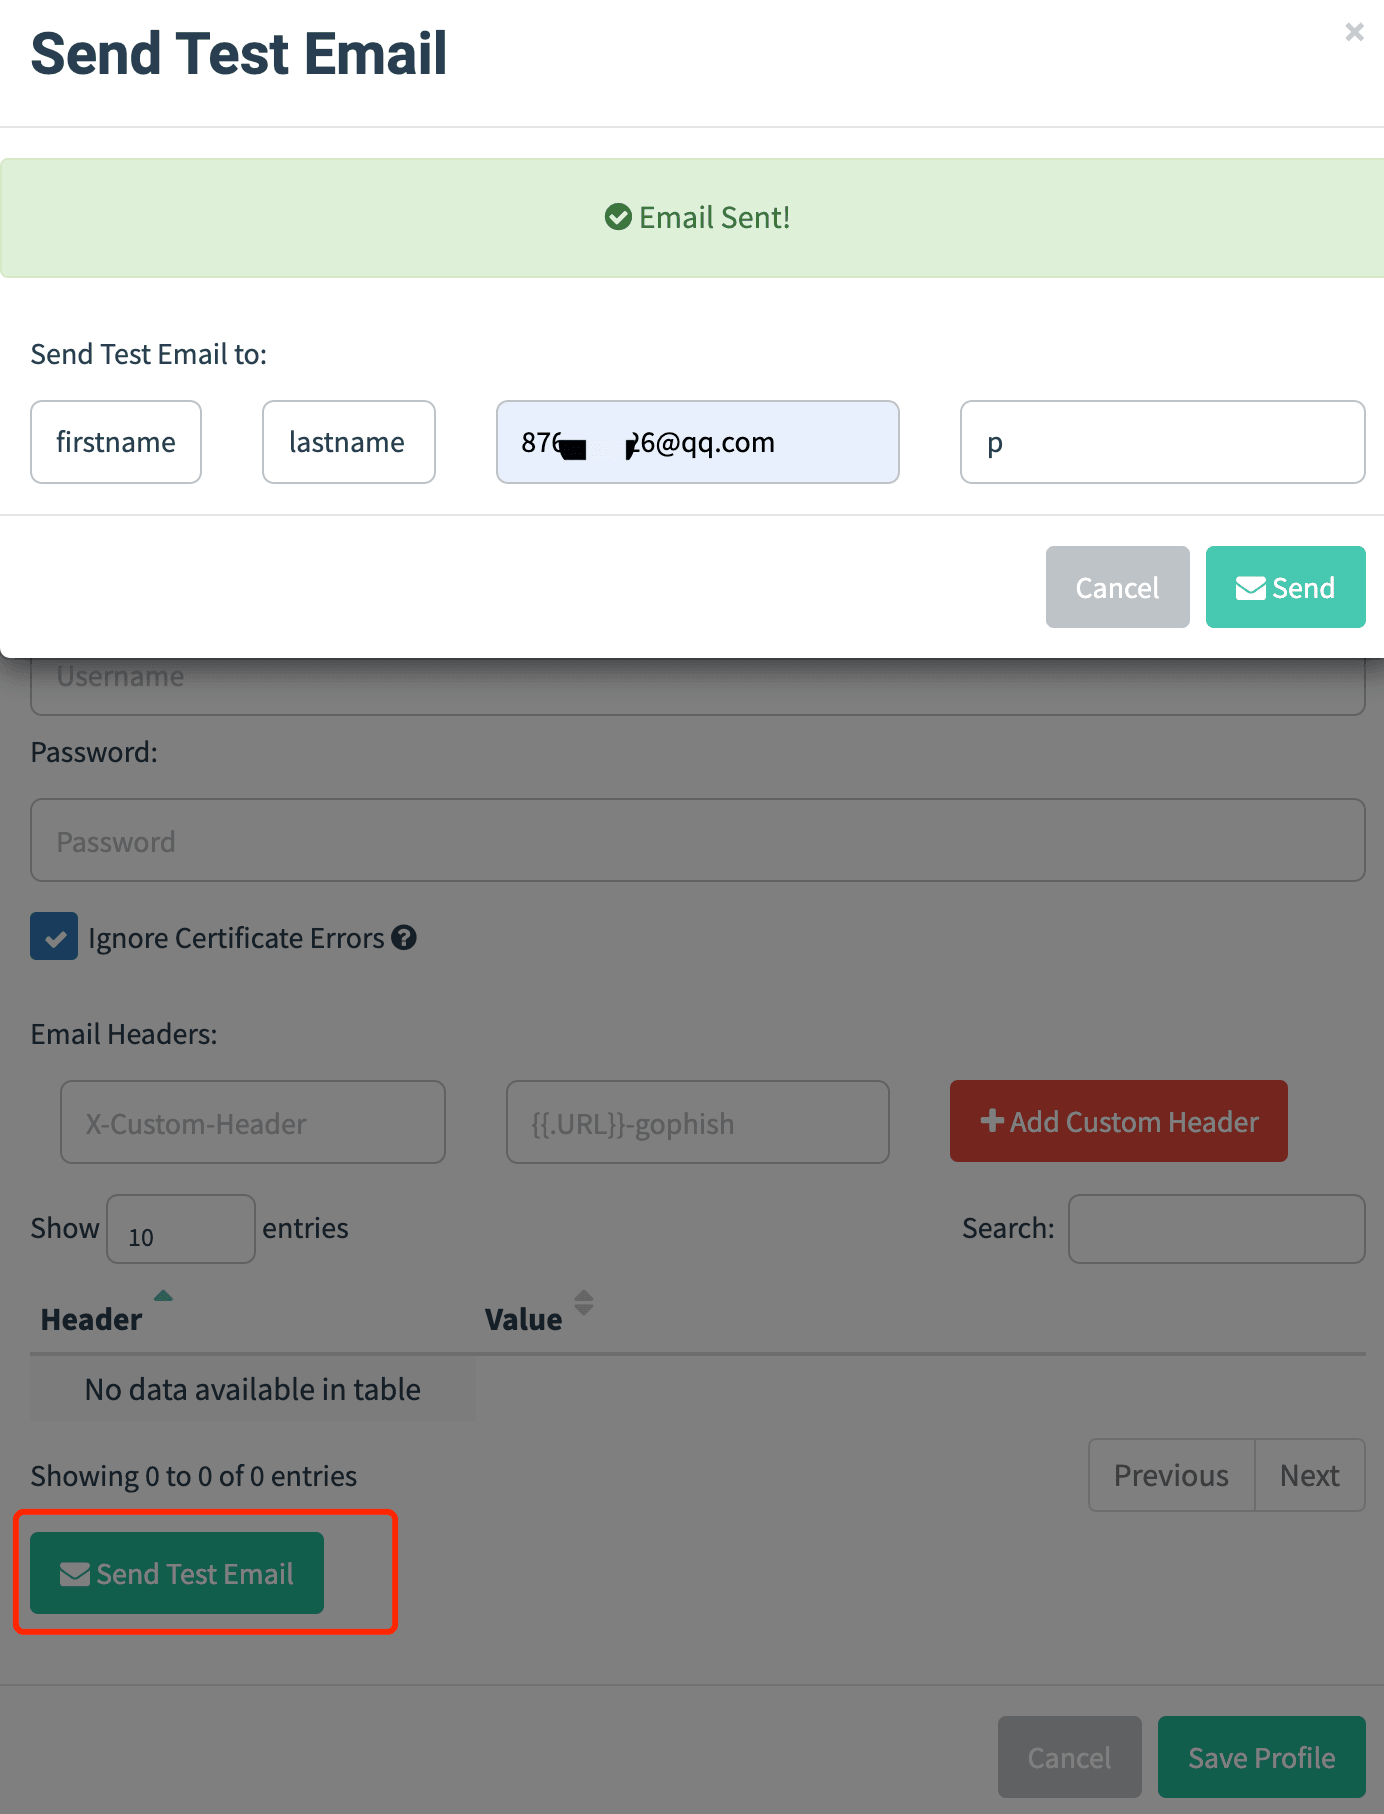 Send Test Email
×
Email Sent!
Send Test Email to:
firstname
lastname
26@qq.com
p
Cancel
Send
Username
Password:
Password
Ignore Certificate Errors
Email Headers:
X-Custom-Header
{{.URL}}-gophish
Add Custom Header
Show 10 entries
Search:
Header
Value
No data available in table
Showing 0 to 0 of 0 entries
Previous
Next
Send Test Email
Cancel
Save Profile